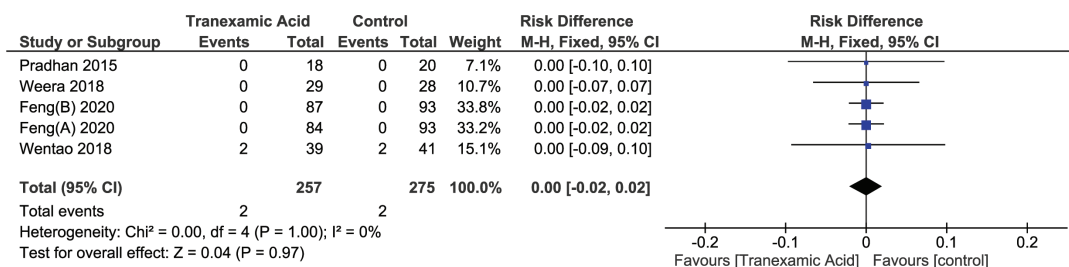 Tranexamic Acid Control Risk Difference Risk Difference
Study or Subgroup Events Total Events Total Weight M-H, Fixed, 95% CI M-H, Fixed, 95% CI
Pradhan 2015 0 18 0 20 7.1% 0.00 [-0.10, 0.10]
Weera 2018 0 29 0 28 10.7% 0.00 [-0.07, 0.07]
Feng(B) 2020 0 87 0 93 33.8% 0.00 [-0.02, 0.02]
Feng(A) 2020 0 84 0 93 33.2% 0.00 [-0.02, 0.02]
Wentao 2018 2 39 2 41 15.1% 0.00 [-0.09, 0.10]
Total (95% CI) 257 275 100.0% 0.00 [-0.02, 0.02]
Total events 2 2
Heterogeneity: Chi² = 0.00, df = 4 (P = 1.00); I² = 0%
Test for overall effect: Z = 0.04 (P = 0.97)
-0.2 -0.1 0 0.1 0.2
Favours [Tranexamic Acid] Favours [control]